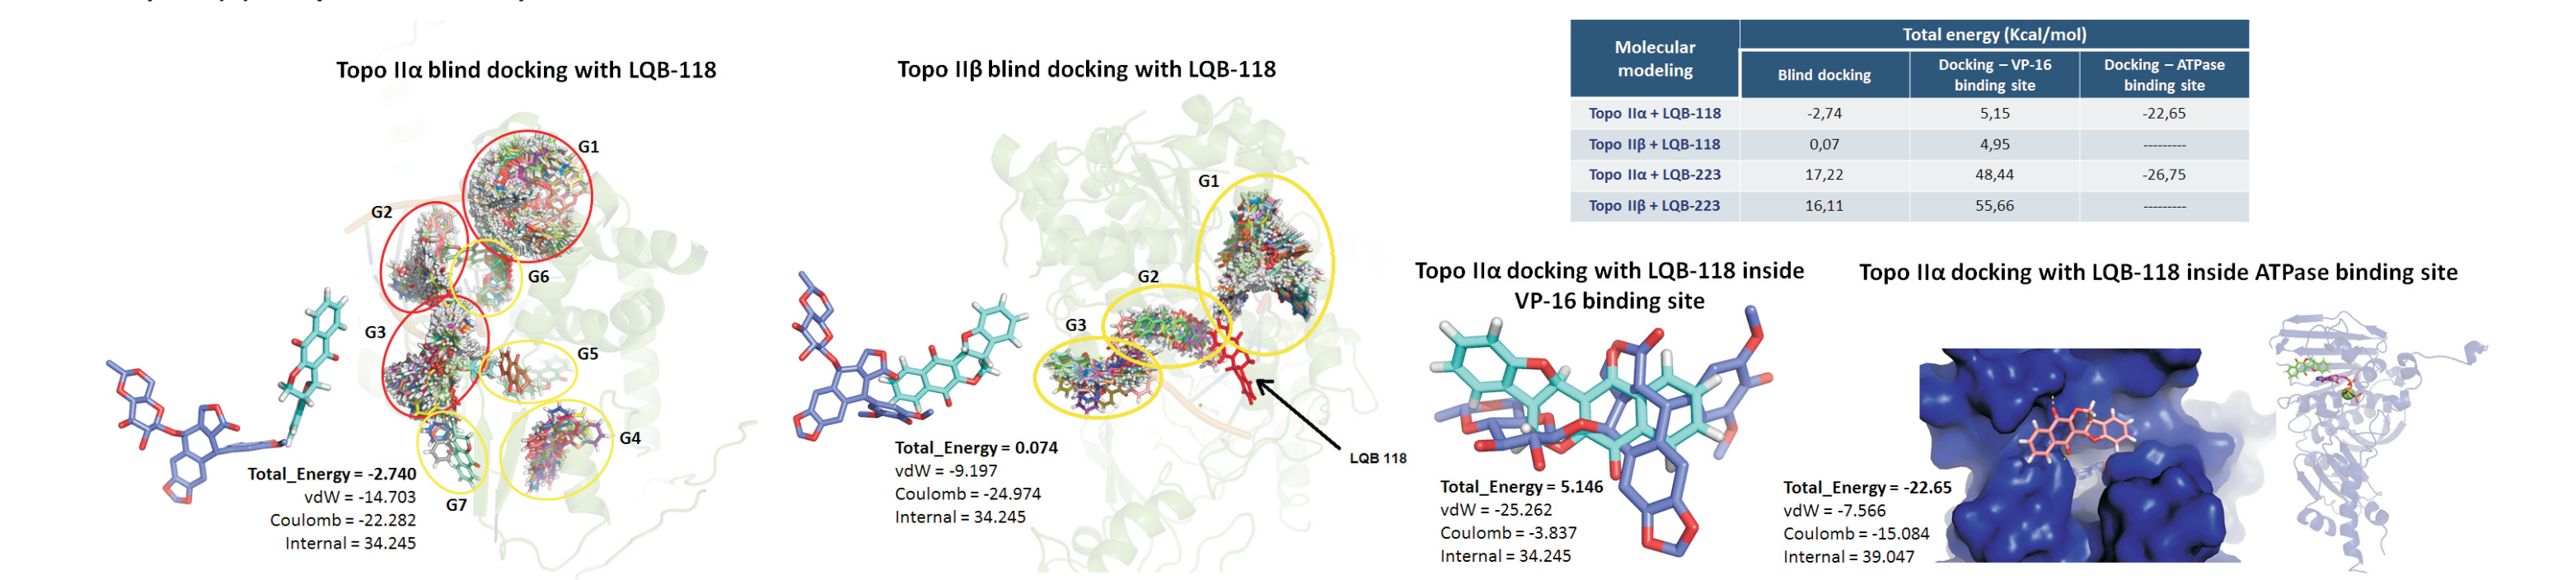 Topo IIα blind docking with LQB-118
G1
G2
G6
G3
G5
G4
G7
Total_Energy = -2.740
vdW = -14.703
Coulomb = -22.282
Internal = 34.245
Topo IIβ blind docking with LQB-118
G1
G2
G3
LQB 118
Total_Energy = 0.074
vdW = -9.197
Coulomb = -24.974
Internal = 34.245
Molecular modeling | Total energy (Kcal/mol)
Blind docking | Docking – VP-16 binding site | Docking – ATPase binding site
Topo IIα + LQB-118 | -2,74 | 5,15 | -22,65
Topo IIβ + LQB-118 | 0,07 | 4,95 | ---------
Topo IIα + LQB-223 | 17,22 | 48,44 | -26,75
Topo IIβ + LQB-223 | 16,11 | 55,66 | ---------
Topo IIα docking with LQB-118 inside
VP-16 binding site
Total_Energy = 5.146
vdW = -25.262
Coulomb = -3.837
Internal = 34.245
Topo IIα docking with LQB-118 inside ATPase binding site
Total_Energy = -22.65
vdW = -7.566
Coulomb = -15.084
Internal = 39.047